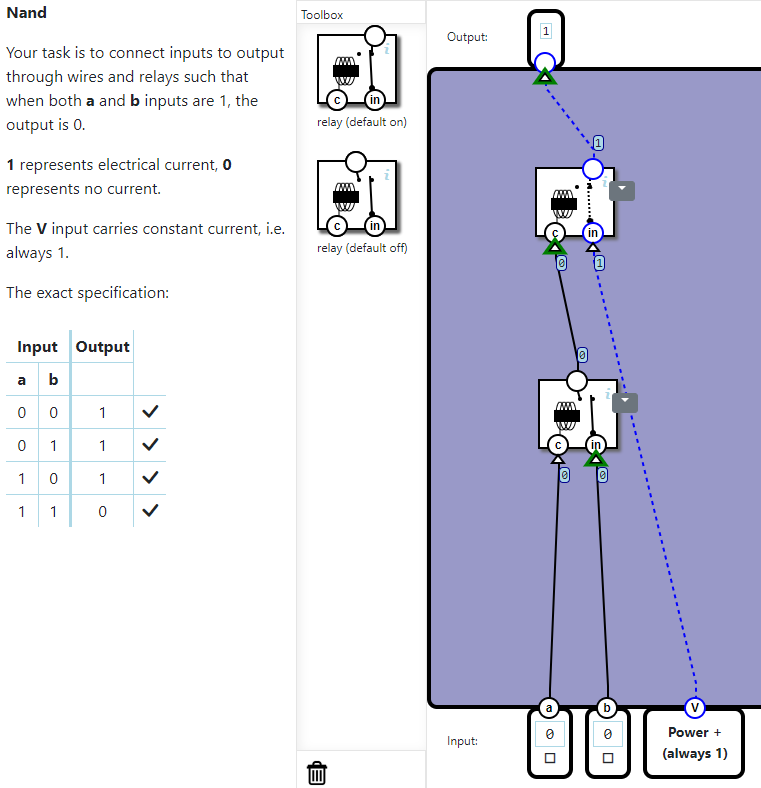 Nand
Your task is to connect inputs to output
through wires and relays such that
when both a and b inputs are 1, the
output is 0.
1 represents electrical current, 0
represents no current.
The V input carries constant current, i.e.
always 1.
The exact specification:
Input Output
a b
0 0 1
0 1 1
1 0 1
1 1 0
Toolbox
i
c in
relay (default on)
i
c in
relay (default off)
Output:
1
1
i
c in
0 1
0
i
c in
0 0
a b V
Input:
0 0
Power +
(always 1)